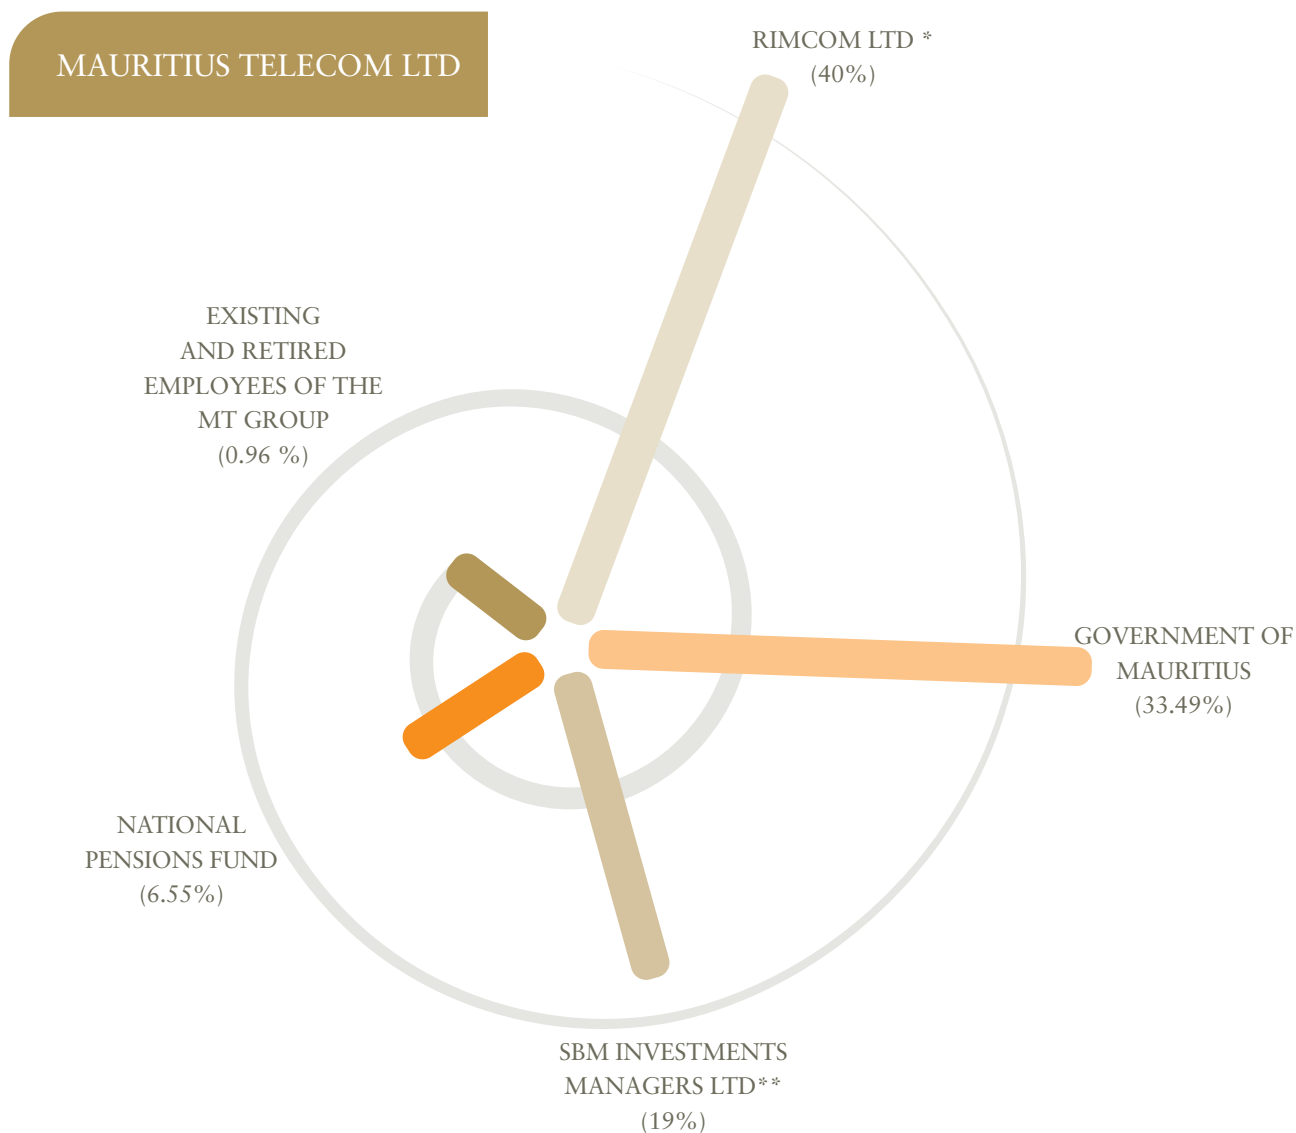 MAURITIUS TELECOM LTD
RIMCOM LTD *
(40%)
EXISTING
AND RETIRED
EMPLOYEES OF THE
MT GROUP
(0.96 %)
GOVERNMENT OF
MAURITIUS
(33.49%)
NATIONAL
PENSIONS FUND
(6.55%)
SBM INVESTMENTS
MANAGERS LTD**
(19%)